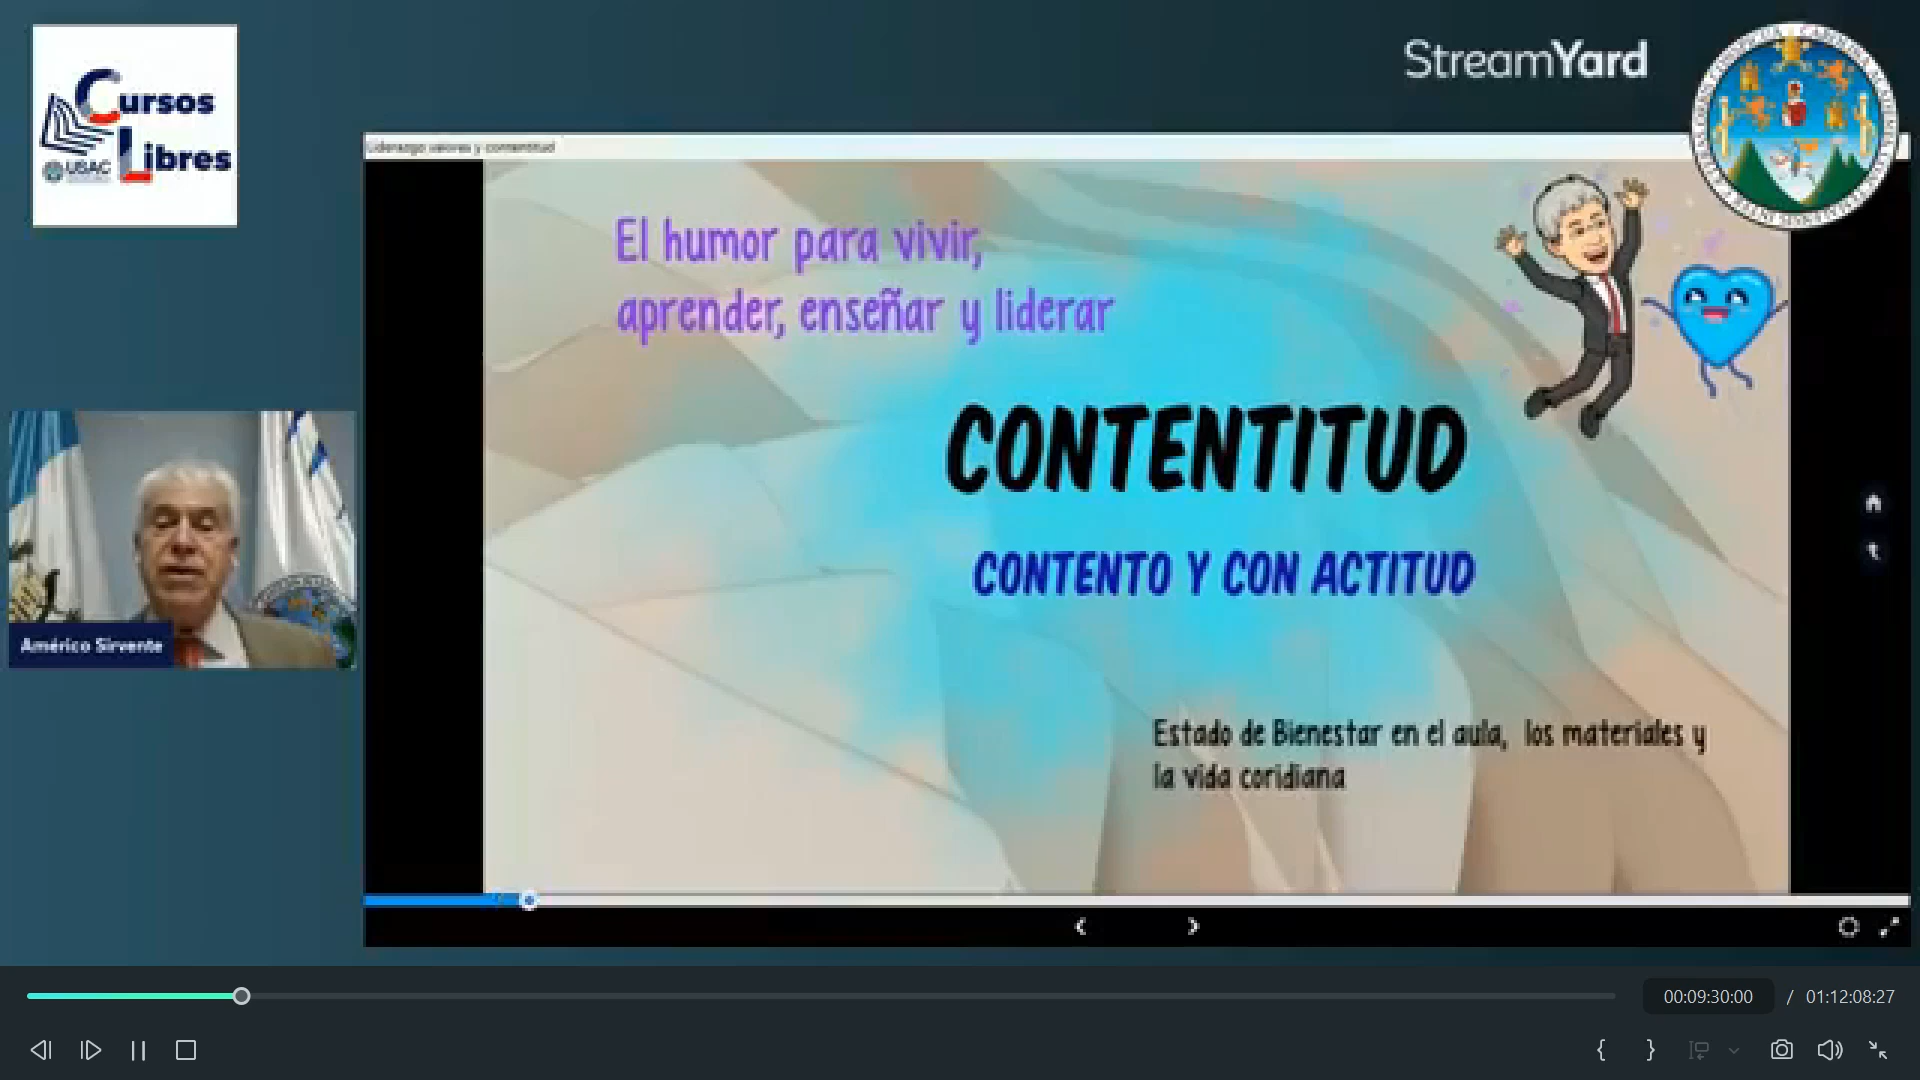 Cursos
Libres
USAC
StreamYard
Liderazgo valores y contentitud
El humor para vivir,
aprender, enseñar y liderar
CONTENTITUD
CONTENTO Y CON ACTITUD
Estado de Bienestar en el aula, los materiales y
la vida coridiana
Américo Sirvente
00:09:30:00 / 01:12:08:27